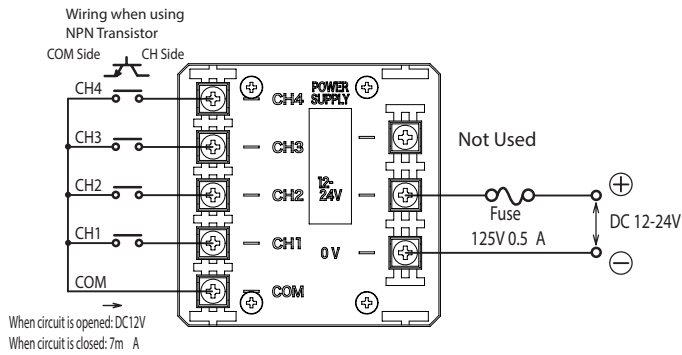 Wiring when using
NPN Transistor
COM Side CH Side
CH4
CH3
CH2
CH1
COM
When circuit is opened: DC12V
When circuit is closed: 7m A
POWER
CH4 SUPPLY
CH3
CH2
CH1
COM
12-
24V
0 V
Not Used
Fuse
125V 0.5 A
+
DC 12-24V
−